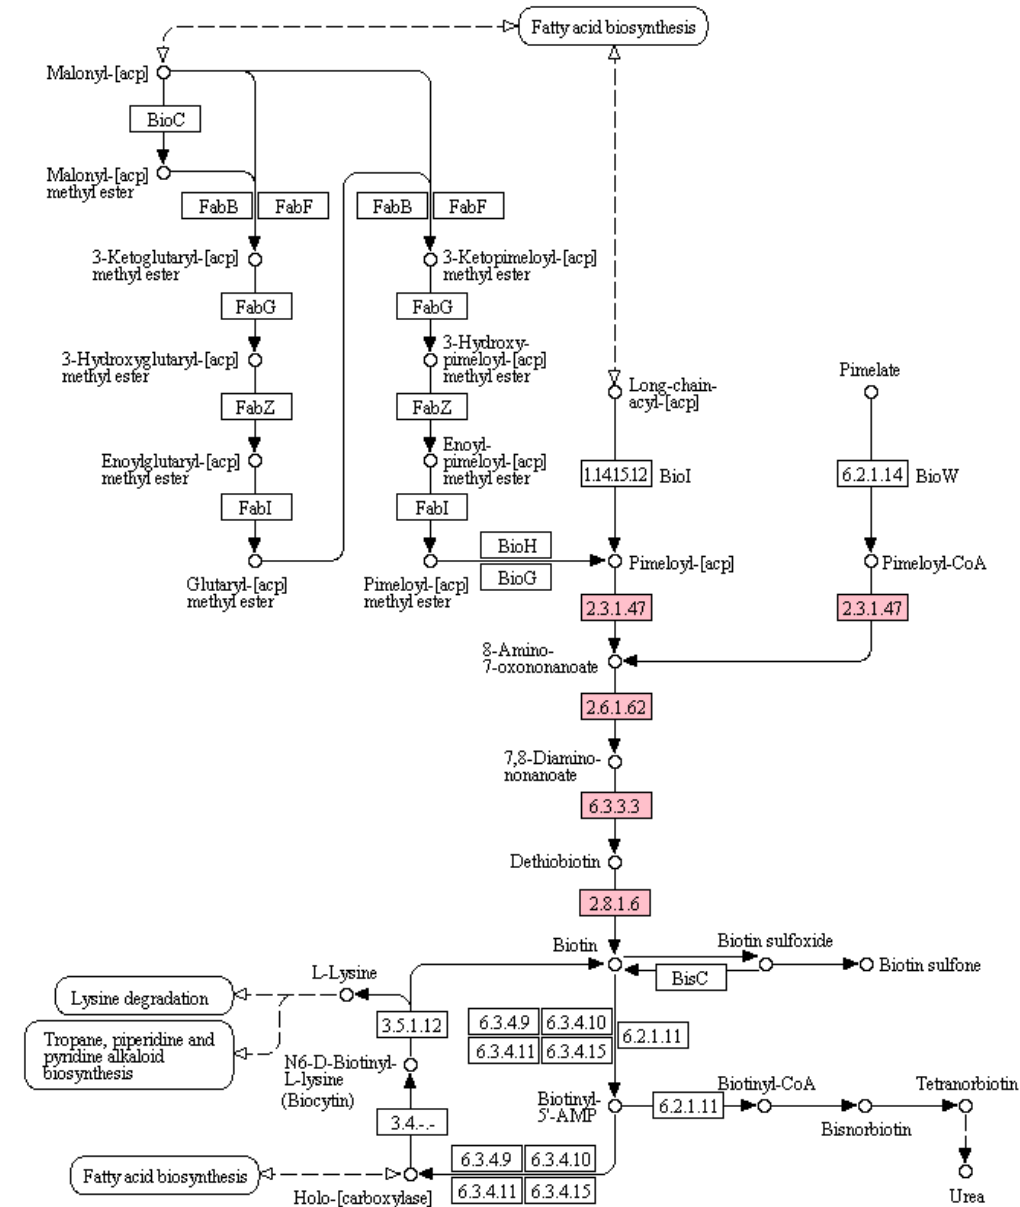 Fatty acid biosynthesis
Malonyl-[acp]
BioC
Malonyl-[acp]
methyl ester
FabB
FabF
FabB
FabF
3-Ketoglutaryl-[acp]
methyl ester
3-Ketopimeloyl-[acp]
methyl ester
FabG
FabG
3-Hydroxyglutaryl-[acp]
methyl ester
3-Hydroxy-
pimeloyl-[acp]
methyl ester
Long-chain-
acyl-[acp]
Pimelate
FabZ
FabZ
Enoylglutaryl-[acp]
methyl ester
Enoyl-
pimeloyl-[acp]
methyl ester
1.14.15.12
BioI
6.2.1.14
BioW
FabI
FabI
BioH
BioG
Pimeloyl-[acp]
Pimeloyl-CoA
Glutaryl-[acp]
methyl ester
Pimeloyl-[acp]
methyl ester
2.3.1.47
2.3.1.47
8-Amino-
7-oxononanoate
2.6.1.62
7,8-Diamino-
nonanoate
6.3.3.3
Dethiobiotin
2.8.1.6
Biotin
Biotin sulfoxide
BisC
Biotin sulfone
L-Lysine
Lysine degradation
Tropane, piperidine and
pyridine alkaloid
biosynthesis
3.5.1.12
6.3.4.9
6.3.4.10
6.3.4.11
6.3.4.15
6.2.1.11
N6-D-Biotinyl-
L-lysine
(Biocytin)
Biotinyl-
5'-AMP
6.2.1.11
Biotinyl-CoA
Bisnorbiotin
Tetranorbiotin
3.4.-.-
6.3.4.9
6.3.4.10
6.3.4.11
6.3.4.15
Fatty acid biosynthesis
Holo-[carboxylase]
Urea